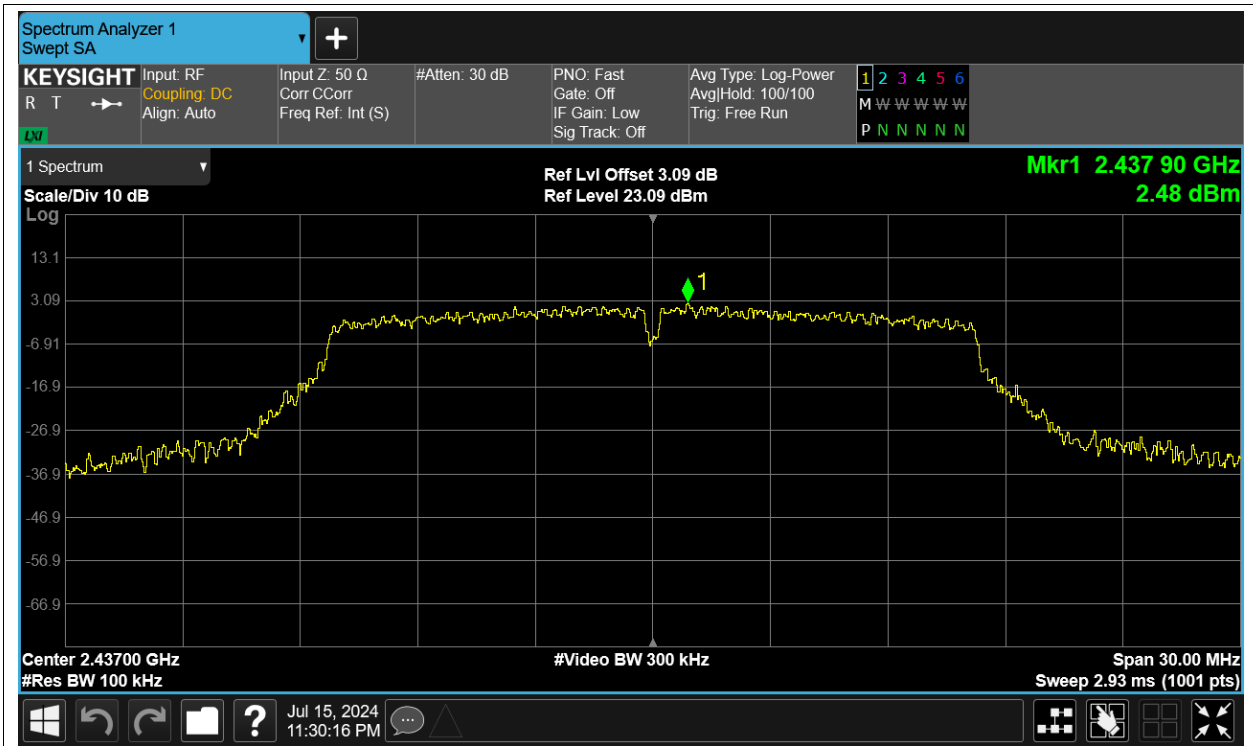 Spectrum Analyzer 1
Swept SA
+
KEYSIGHT
R T
LXI
Input: RF
Coupling: DC
Align: Auto
Input Z: 50 Ω
Corr CCorr
Freq Ref: Int (S)
#Atten: 30 dB
PNO: Fast
Gate: Off
IF Gain: Low
Sig Track: Off
Avg Type: Log-Power
Avg|Hold: 100/100
Trig: Free Run
1 2 3 4 5 6
M W W W W W
P N N N N N
1 Spectrum
Scale/Div 10 dB
Log
Ref Lvl Offset 3.09 dB
Ref Level 23.09 dBm
Mkr1 2.437 90 GHz
2.48 dBm
1
13.1
3.09
-6.91
-16.9
-26.9
-36.9
-46.9
-56.9
-66.9
Center 2.43700 GHz
#Res BW 100 kHz
#Video BW 300 kHz
Span 30.00 MHz
Sweep 2.93 ms (1001 pts)
?
Jul 15, 2024
11:30:16 PM